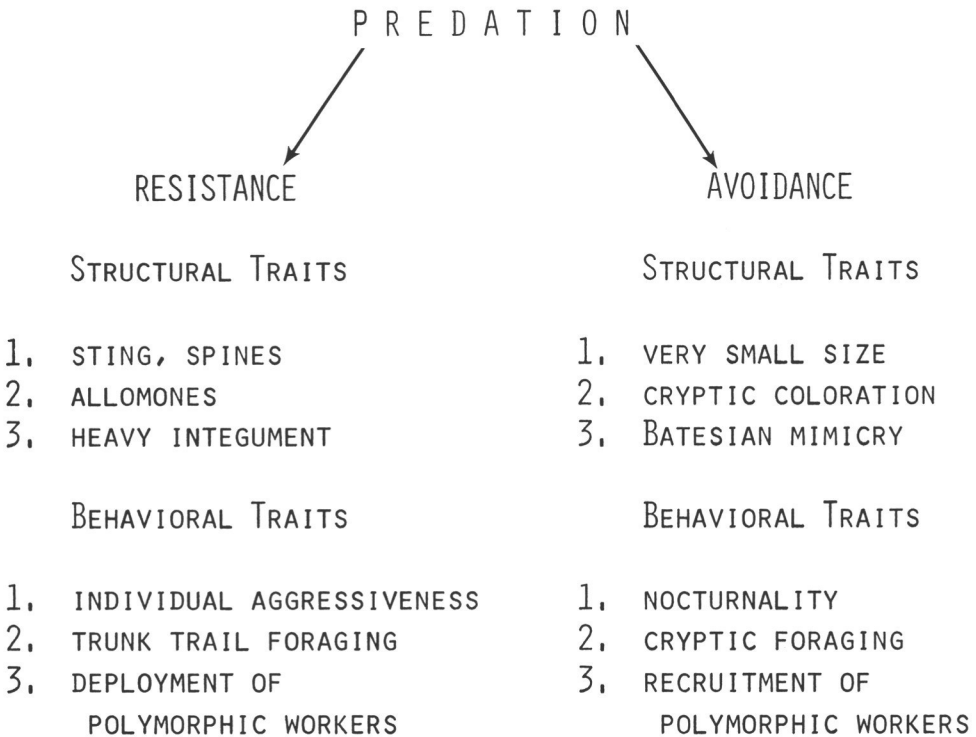 PREDATION
RESISTANCE
STRUCTURAL TRAITS
1. STING, SPINES
2. ALLOMONES
3. HEAVY INTEGUMENT
BEHAVIORAL TRAITS
1. INDIVIDUAL AGGRESSIVENESS
2. TRUNK TRAIL FORAGING
3. DEPLOYMENT OF
POLYMORPHIC WORKERS
AVOIDANCE
STRUCTURAL TRAITS
1. VERY SMALL SIZE
2. CRYPTIC COLORATION
3. BATESIAN MIMICRY
BEHAVIORAL TRAITS
1. NOCTURNALITY
2. CRYPTIC FORAGING
3. RECRUITMENT OF
POLYMORPHIC WORKERS